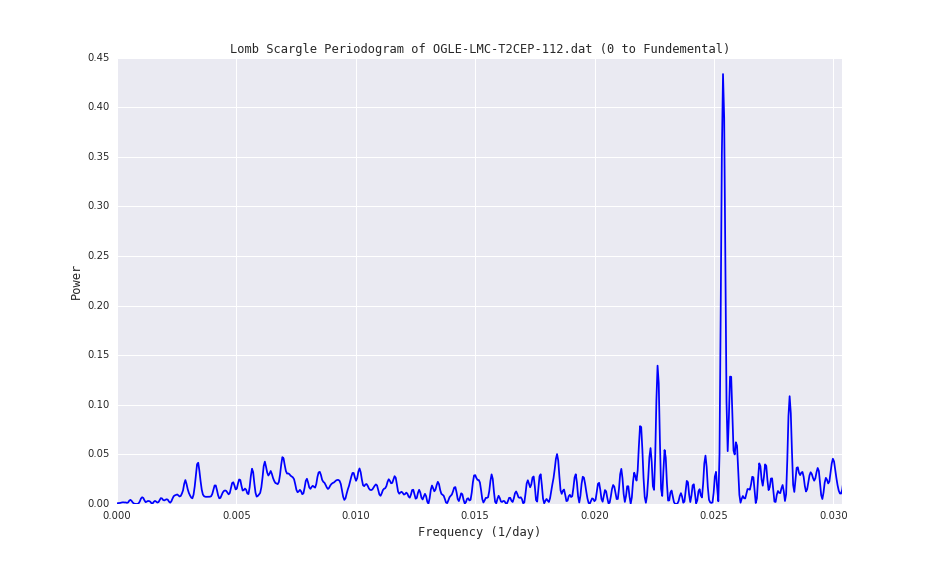 Lomb Scargle Periodogram of OGLE-LMC-T2CEP-112.dat (0 to Fundemental)
0.45
0.40
0.35
0.30
0.25
0.20
0.15
0.10
0.05
0.00
Power
0.000 0.005 0.010 0.015 0.020 0.025 0.030
Frequency (1/day)